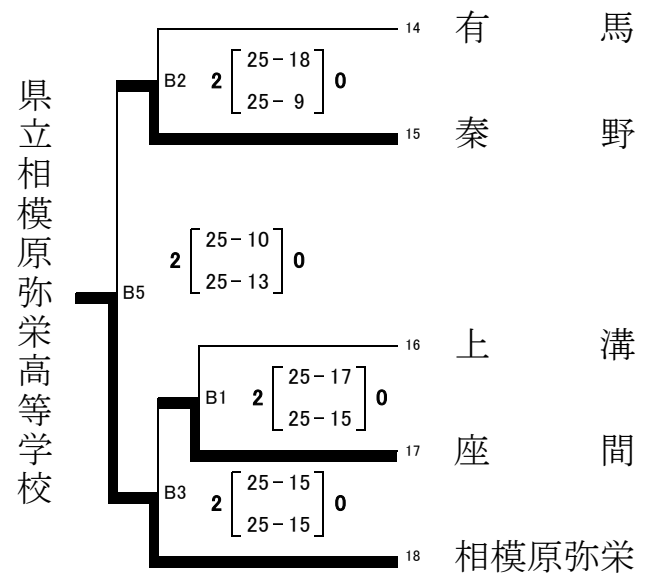 県立相模原弥栄高等学校
14 有馬
B2 2 25-18 0
25- 9
15 秦野
2 25-10 0
25-13
B5
16 上溝
B1 2 25-17 0
25-15
17 座間
B3 2 25-15 0
25-15
18 相模原弥栄